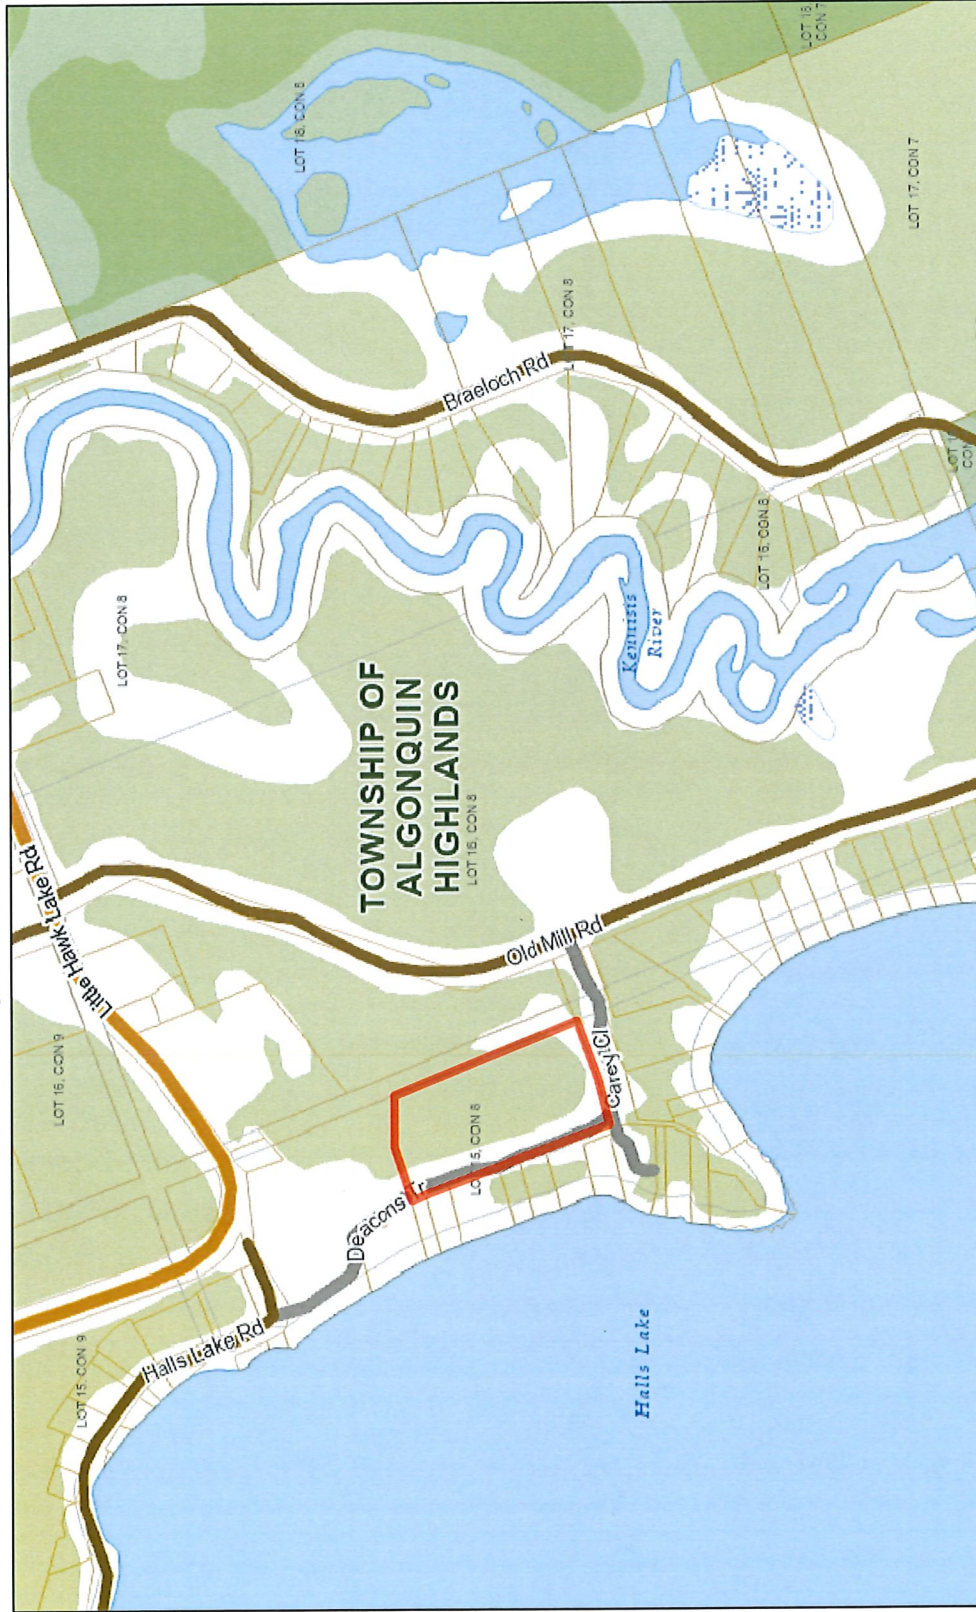 LOT 18, CON 8
LOT 18,
CON 7
LOT 17, CON 7
LOT 17, CON 8
Braeloch Rd
LOT 17, CON 8
LOT 16, CON 8
Kennisis
River
TOWNSHIP OF
ALGONQUIN
HIGHLANDS
LOT 16, CON 8
Little Hawk Lake Rd
Old Mill Rd
LOT 16, CON 9
Carey Cl
LOT 15, CON 8
Deacons Tr
Halls Lake Rd
LOT 15, CON 9
Halls Lake